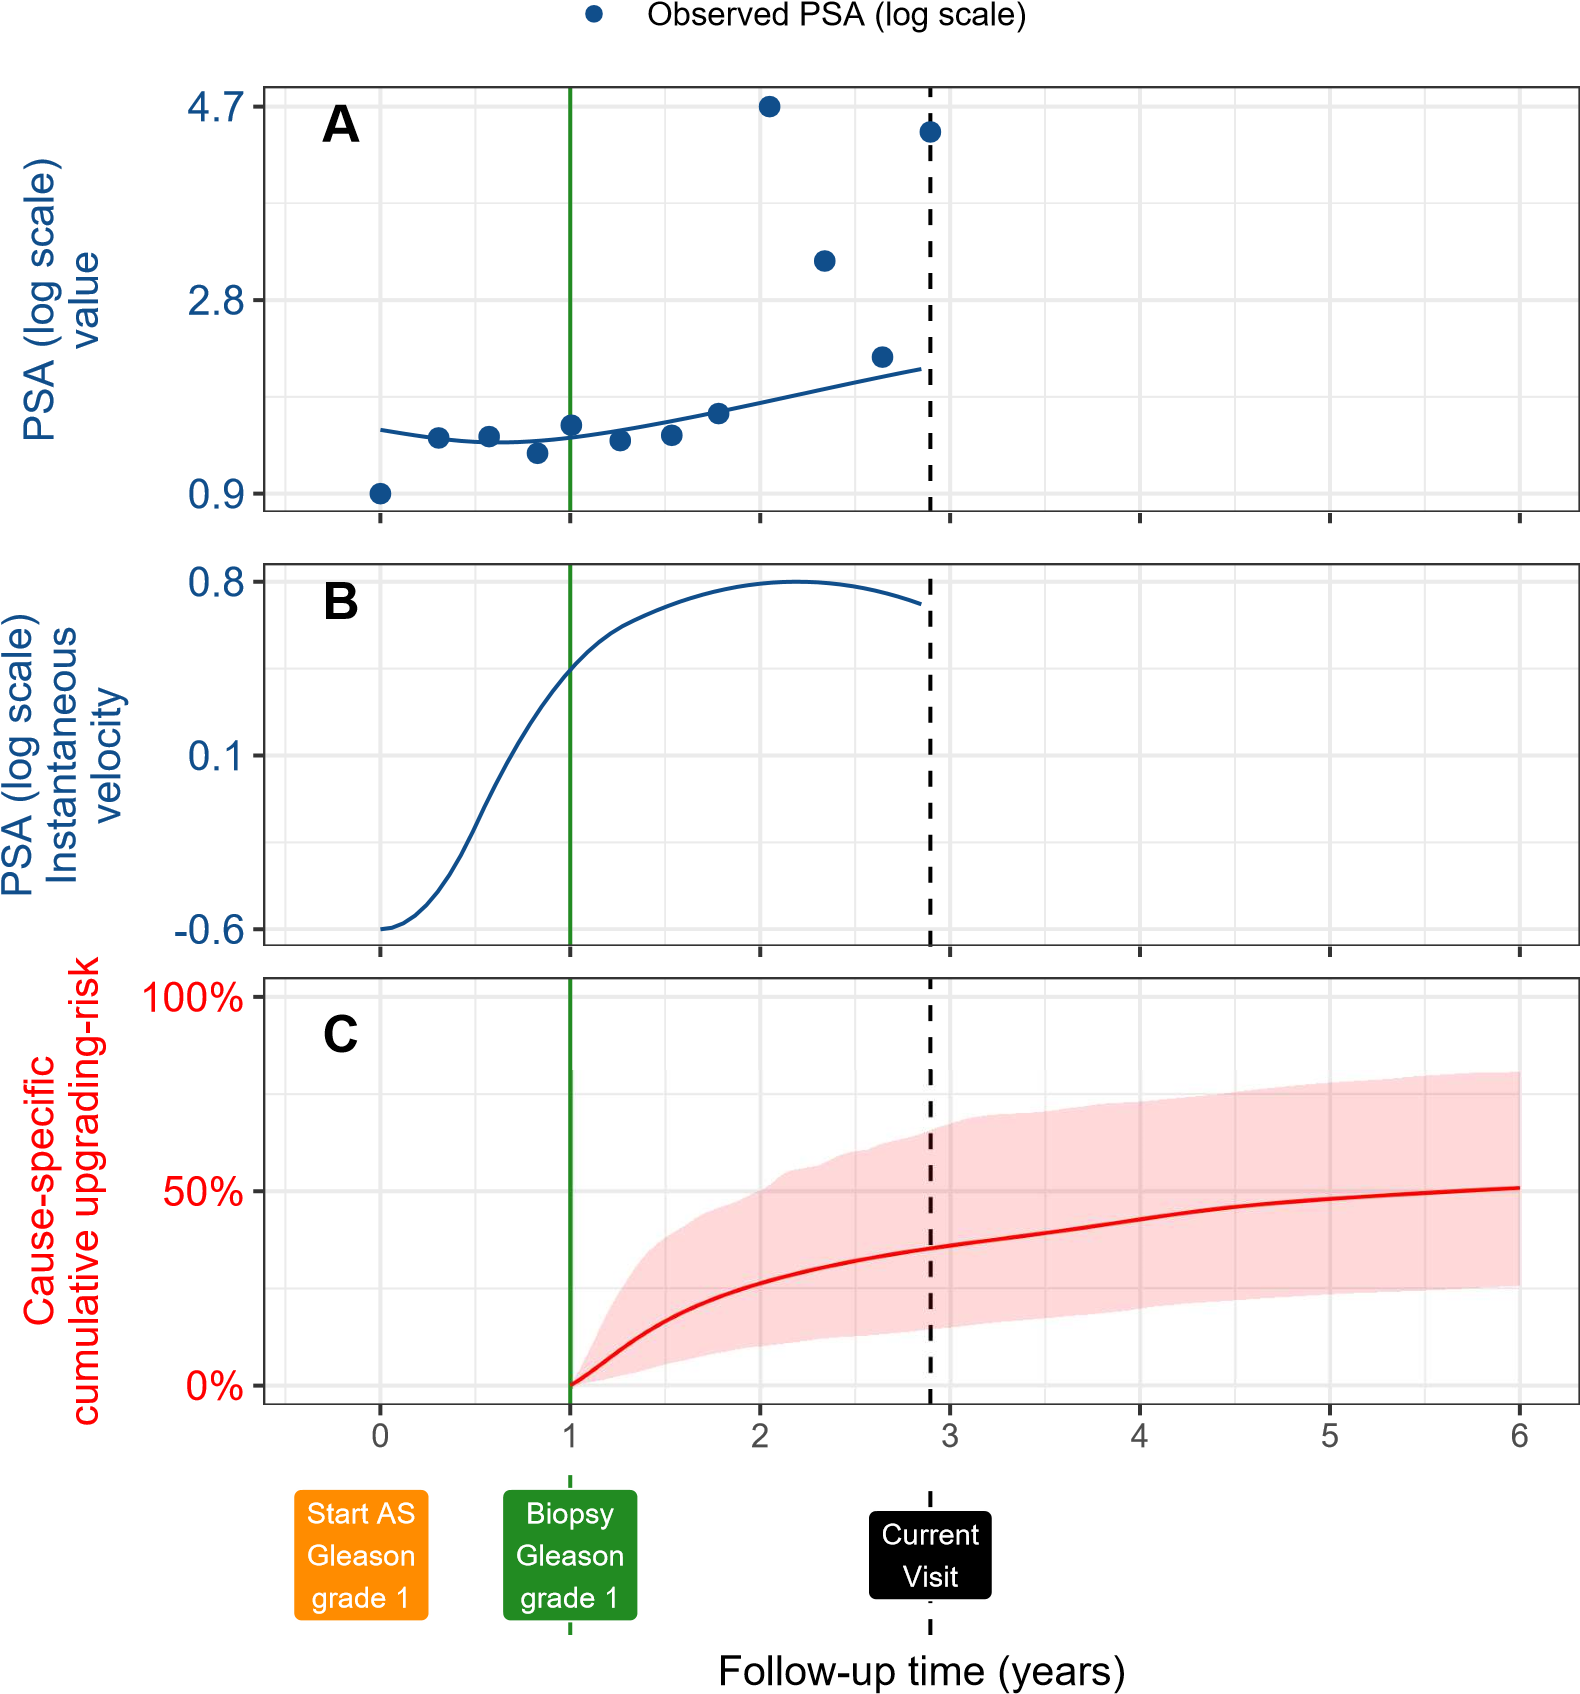 Observed PSA (log scale)
A
PSA (log scale)
value
4.7
2.8
0.9
B
PSA (log scale)
Instantaneous
velocity
0.8
0.1
-0.6
C
Cause-specific
cumulative upgrading-risk
100%
50%
0%
0 1 2 3 4 5 6
Start AS
Gleason
grade 1
Biopsy
Gleason
grade 1
Current
Visit
Follow-up time (years)